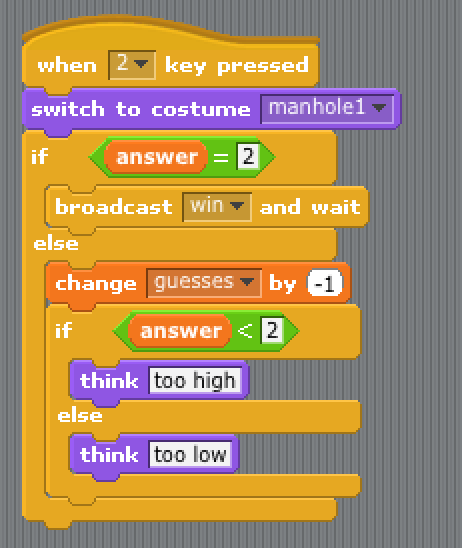 when 2 key pressed
switch to costume manhole1
if answer = 2
broadcast win and wait
else
change guesses by -1
if answer < 2
think too high
else
think too low